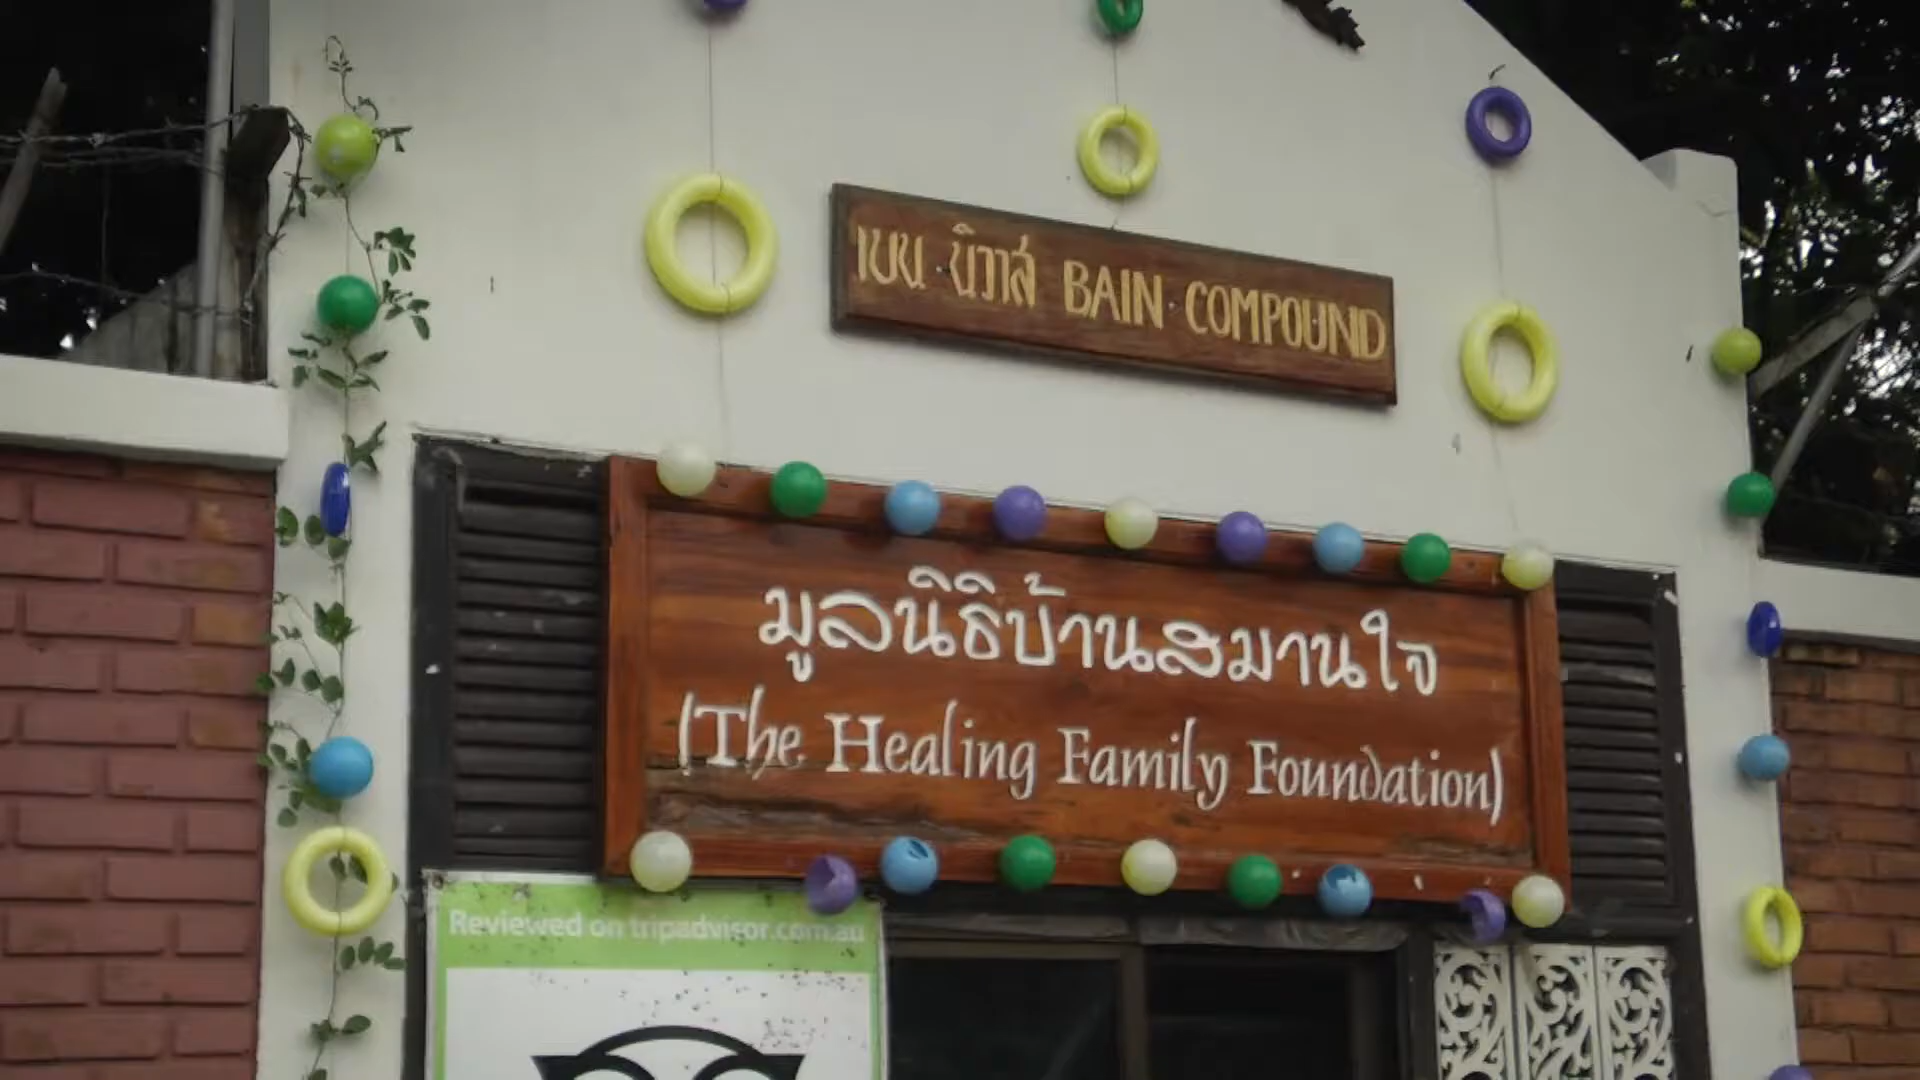 เบน·นิวาส BAIN·COMPOUND
มูลนิธิบ้านสมานใจ
(The Healing Family Foundation)
Reviewed on tripadvisor.com.au